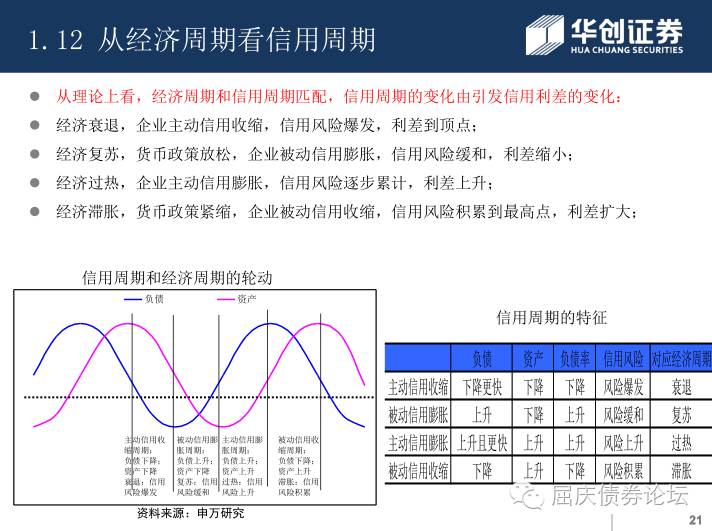 1.12 从经济周期看信用周期
华创证券
HUA CHUANG SECURITIES
从理论上看，经济周期和信用周期匹配，信用周期的变化由引发信用利差的变化：
经济衰退，企业主动信用收缩，信用风险爆发，利差到顶点；
经济复苏，货币政策放松，企业被动信用膨胀，信用风险缓和，利差缩小；
经济过热，企业主动信用膨胀，信用风险逐步累计，利差上升；
经济滞胀，货币政策紧缩，企业被动信用收缩，信用风险积累到最高点，利差扩大；
信用周期和经济周期的轮动
负债 资产
主动信用收
缩周期：
负债下降；
资产下降
衰退：信用
风险爆发
被动信用膨
胀周期：
负债上升；
资产下降
复苏：信用
风险缓和
主动信用膨
胀周期：
负债上升；
资产上升
过热：信用
风险上升
被动信用收
缩周期：
负债下降；
资产上升
滞胀：信用
风险积累
资料来源：申万研究
信用周期的特征
负债 资产 负债率 信用风险 对应经济周期
主动信用收缩 下降更快 下降 下降 风险爆发 衰退
被动信用膨胀 上升 下降 上升 风险缓和 复苏
主动信用膨胀 上升且更快 上升 上升 风险上升 过热
被动信用收缩 下降 上升 下降 风险积累 滞胀
屈庆债券论坛
21